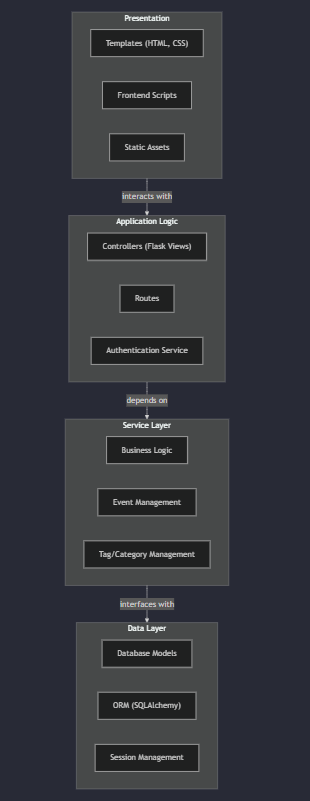 Presentation
Templates (HTML, CSS)
Frontend Scripts
Static Assets
interacts with
Application Logic
Controllers (Flask Views)
Routes
Authentication Service
depends on
Service Layer
Business Logic
Event Management
Tag/Category Management
interfaces with
Data Layer
Database Models
ORM (SQLAlchemy)
Session Management